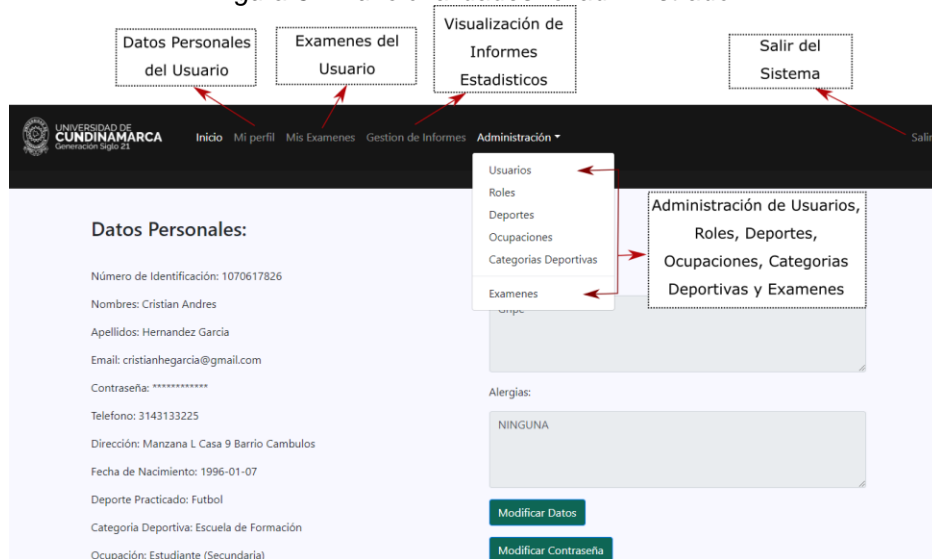 Datos Personales
del Usuario
Examenes del
Usuario
Visualización de
Informes
Estadisticos
Salir del
Sistema
UNIVERSIDAD DE
CUNDINAMARCA
Generación Siglo 21
Inicio Mi perfil Mis Examenes Gestion de Informes Administración Salir
Usuarios
Roles
Deportes
Ocupaciones
Categorias Deportivas
Examenes
Administración de Usuarios,
Roles, Deportes,
Ocupaciones, Categorias
Deportivas y Examenes
Datos Personales:
Número de Identificación: 1070617826
Nombres: Cristian Andres
Apellidos: Hernandez Garcia
Email: cristianhegarcia@gmail.com
Contraseña: ************
Telefono: 3143133225
Dirección: Manzana L Casa 9 Barrio Cambulos
Fecha de Nacimiento: 1996-01-07
Deporte Practicado: Futbol
Categoria Deportiva: Escuela de Formación
Ocupación: Estudiante (Secundaria)
Alergias:
NINGUNA
Modificar Datos
Modificar Contraseña